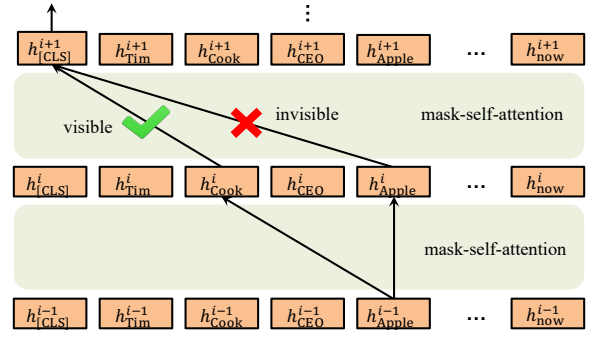 ⋮
h^{i+1}_{[CLS]} h^{i+1}_{Tim} h^{i+1}_{Cook} h^{i+1}_{CEO} h^{i+1}_{Apple} ... h^{i+1}_{now}
mask-self-attention
visible
invisible
h^{i}_{[CLS]} h^{i}_{Tim} h^{i}_{Cook} h^{i}_{CEO} h^{i}_{Apple} ... h^{i}_{now}
mask-self-attention
h^{i-1}_{[CLS]} h^{i-1}_{Tim} h^{i-1}_{Cook} h^{i-1}_{CEO} h^{i-1}_{Apple} ... h^{i-1}_{now}